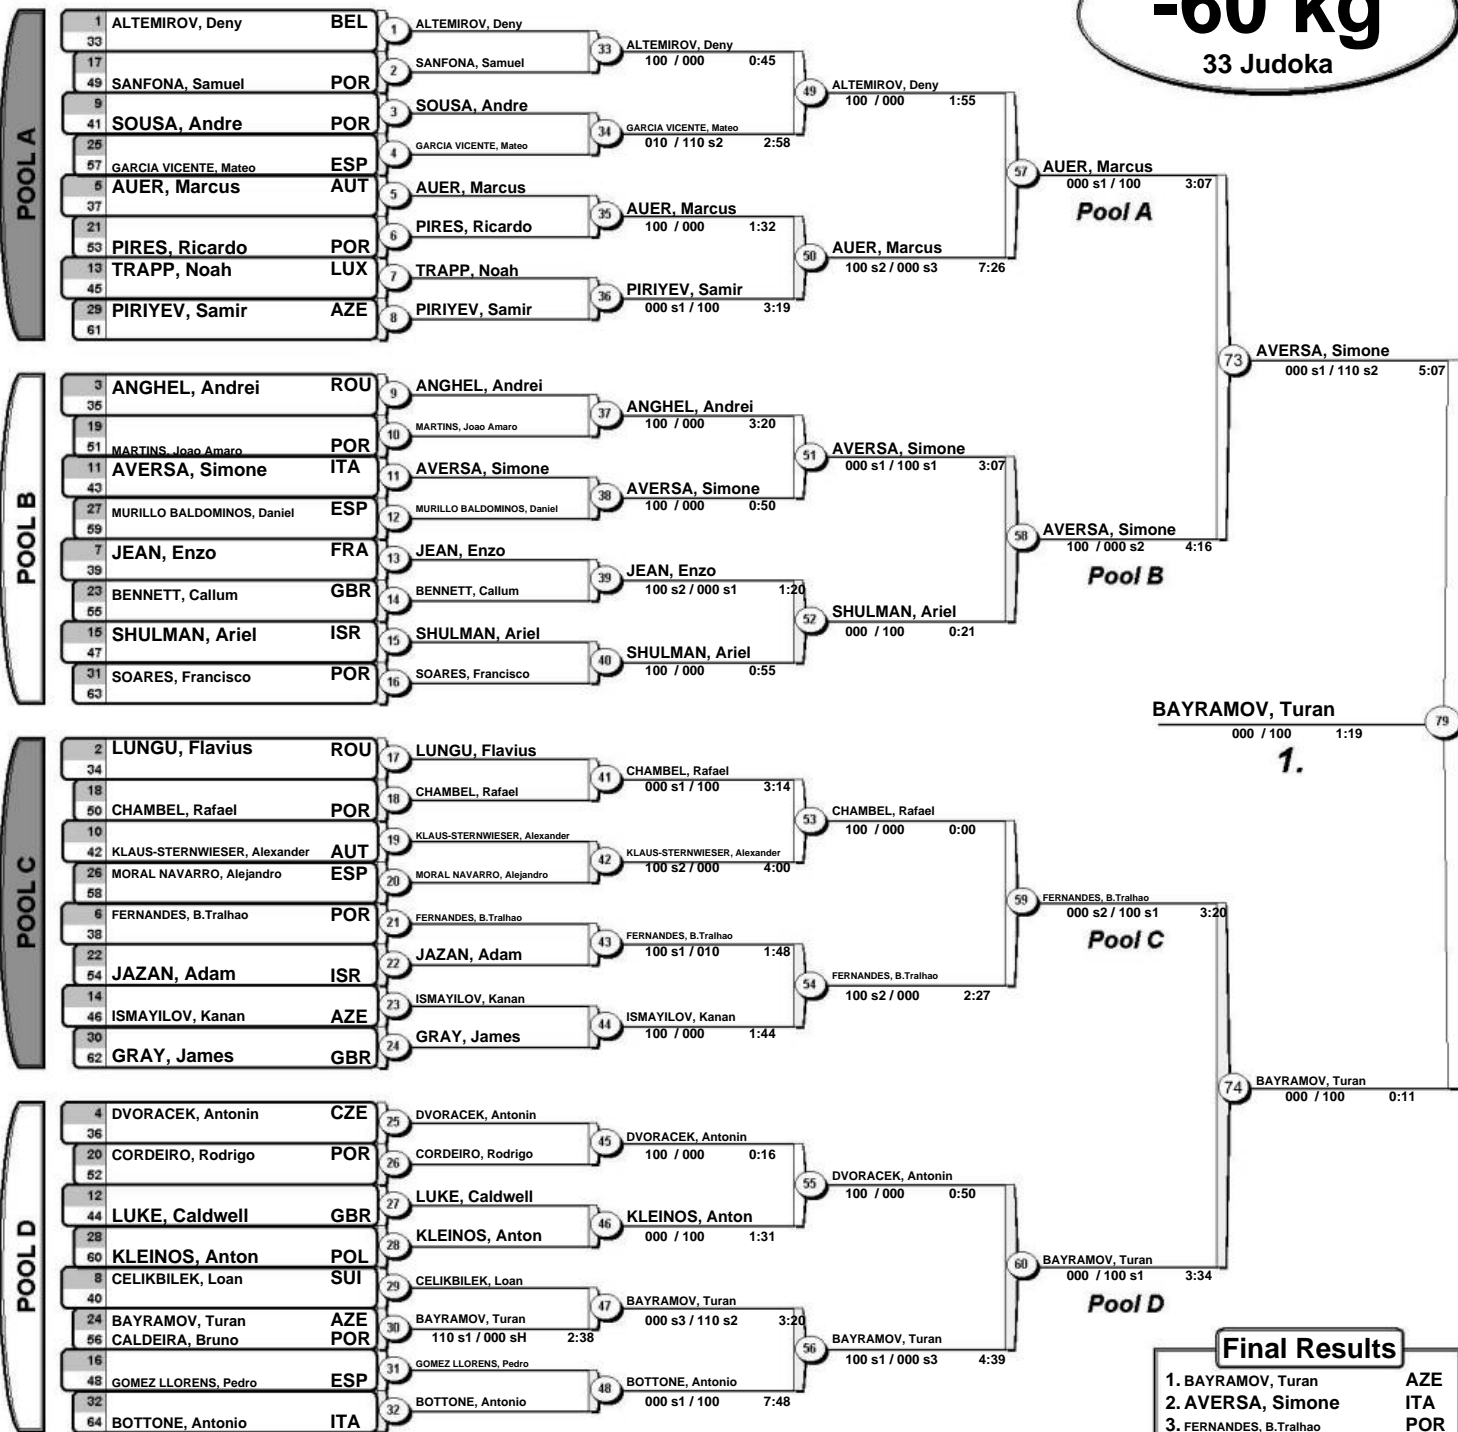 -60 kg
33 Judoka
POOL A
1 ALTEMIROV, Deny BEL
33
17
49 SANFONA, Samuel POR
9
41 SOUSA, Andre POR
25
57 GARCIA VICENTE, Mateo ESP
5 AUER, Marcus AUT
37
21
53 PIRES, Ricardo POR
13 TRAPP, Noah LUX
45
29 PIRIYEV, Samir AZE
61
1 ALTEMIROV, Deny
2 SANFONA, Samuel
3 SOUSA, Andre
4 GARCIA VICENTE, Mateo
5 AUER, Marcus
6 PIRES, Ricardo
7 TRAPP, Noah
8 PIRIYEV, Samir
33 ALTEMIROV, Deny
100 / 000 0:45
34 GARCIA VICENTE, Mateo
010 / 110 s2 2:58
35 AUER, Marcus
100 / 000 1:32
36 PIRIYEV, Samir
000 s1 / 100 3:19
49 ALTEMIROV, Deny
100 / 000 1:55
50 AUER, Marcus
100 s2 / 000 s3 7:26
57 AUER, Marcus
000 s1 / 100 3:07
Pool A
POOL B
3 ANGHEL, Andrei ROU
35
19
51 MARTINS, Joao Amaro POR
11 AVERSA, Simone ITA
43
27 MURILLO BALDOMINOS, Daniel ESP
59
7 JEAN, Enzo FRA
39
23 BENNETT, Callum GBR
55
15 SHULMAN, Ariel ISR
47
31 SOARES, Francisco POR
63
9 ANGHEL, Andrei
10 MARTINS, Joao Amaro
11 AVERSA, Simone
12 MURILLO BALDOMINOS, Daniel
13 JEAN, Enzo
14 BENNETT, Callum
15 SHULMAN, Ariel
16 SOARES, Francisco
37 ANGHEL, Andrei
100 / 000 3:20
38 AVERSA, Simone
100 / 000 0:50
39 JEAN, Enzo
100 s2 / 000 s1 1:20
40 SHULMAN, Ariel
100 / 000 0:55
51 AVERSA, Simone
000 s1 / 100 s1 3:07
52 SHULMAN, Ariel
000 / 100 0:21
58 AVERSA, Simone
100 / 000 s2 4:16
Pool B
73 AVERSA, Simone
000 s1 / 110 s2 5:07
BAYRAMOV, Turan 79
000 / 100 1:19
1.
POOL C
2 LUNGU, Flavius ROU
34
18
50 CHAMBEL, Rafael POR
10
42 KLAUS-STERNWIESER, Alexander AUT
26 MORAL NAVARRO, Alejandro ESP
58
6 FERNANDES, B.Tralhao POR
38
22
54 JAZAN, Adam ISR
14
46 ISMAYILOV, Kanan AZE
30
62 GRAY, James GBR
17 LUNGU, Flavius
18 CHAMBEL, Rafael
19 KLAUS-STERNWIESER, Alexander
20 MORAL NAVARRO, Alejandro
21 FERNANDES, B.Tralhao
22 JAZAN, Adam
23 ISMAYILOV, Kanan
24 GRAY, James
41 CHAMBEL, Rafael
000 s1 / 100 3:14
42 KLAUS-STERNWIESER, Alexander
100 s2 / 000 4:00
43 FERNANDES, B.Tralhao
100 s1 / 010 1:48
44 ISMAYILOV, Kanan
100 / 000 1:44
53 CHAMBEL, Rafael
100 / 000 0:00
54 FERNANDES, B.Tralhao
100 s2 / 000 2:27
59 FERNANDES, B.Tralhao
000 s2 / 100 s1 3:20
Pool C
74 BAYRAMOV, Turan
000 / 100 0:11
POOL D
4 DVORACEK, Antonin CZE
36
20 CORDEIRO, Rodrigo POR
52
12
44 LUKE, Caldwell GBR
28
60 KLEINOS, Anton POL
8 CELIKBILEK, Loan SUI
40
24 BAYRAMOV, Turan AZE
56 CALDEIRA, Bruno POR
16
48 GOMEZ LLORENS, Pedro ESP
32
64 BOTTONE, Antonio ITA
25 DVORACEK, Antonin
26 CORDEIRO, Rodrigo
27 LUKE, Caldwell
28 KLEINOS, Anton
29 CELIKBILEK, Loan
30 BAYRAMOV, Turan
110 s1 / 000 sH 2:38
31 GOMEZ LLORENS, Pedro
32 BOTTONE, Antonio
45 DVORACEK, Antonin
100 / 000 0:16
46 KLEINOS, Anton
000 / 100 1:31
47 BAYRAMOV, Turan
000 s3 / 110 s2 3:20
48 BOTTONE, Antonio
000 s1 / 100 7:48
55 DVORACEK, Antonin
100 / 000 0:50
56 BAYRAMOV, Turan
100 s1 / 000 s3 4:39
60 BAYRAMOV, Turan
000 / 100 s1 3:34
Pool D
Final Results
1. BAYRAMOV, Turan AZE
2. AVERSA, Simone ITA
3. FERNANDES, B.Tralhao POR